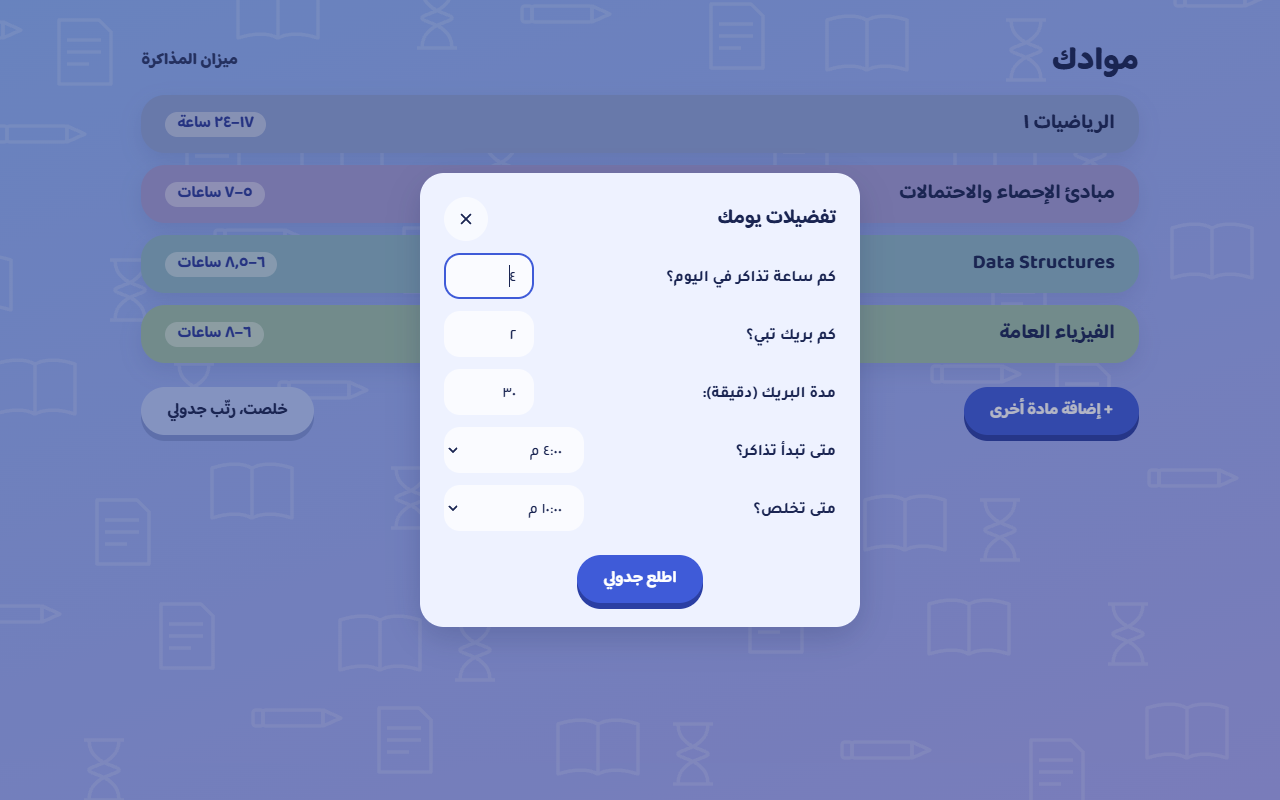 موادك
ميزان المذاكرة
الرياضيات ١
١٧–٢٤ ساعة
مبادئ الإحصاء والاحتمالات
٥–٧ ساعات
Data Structures
٦–٨,٥ ساعات
الفيزياء العامة
٦–٨ ساعات
+ إضافة مادة أخرى
خلصت، رتّب جدولي
تفضيلات يومك
×
كم ساعة تذاكر في اليوم؟
٤
كم بريك تبي؟
٢
مدة البريك (دقيقة):
٣٠
متى تبدأ تذاكر؟
٤:٠٠ م
متى تخلص؟
١٠:٠٠ م
اطلع جدولي